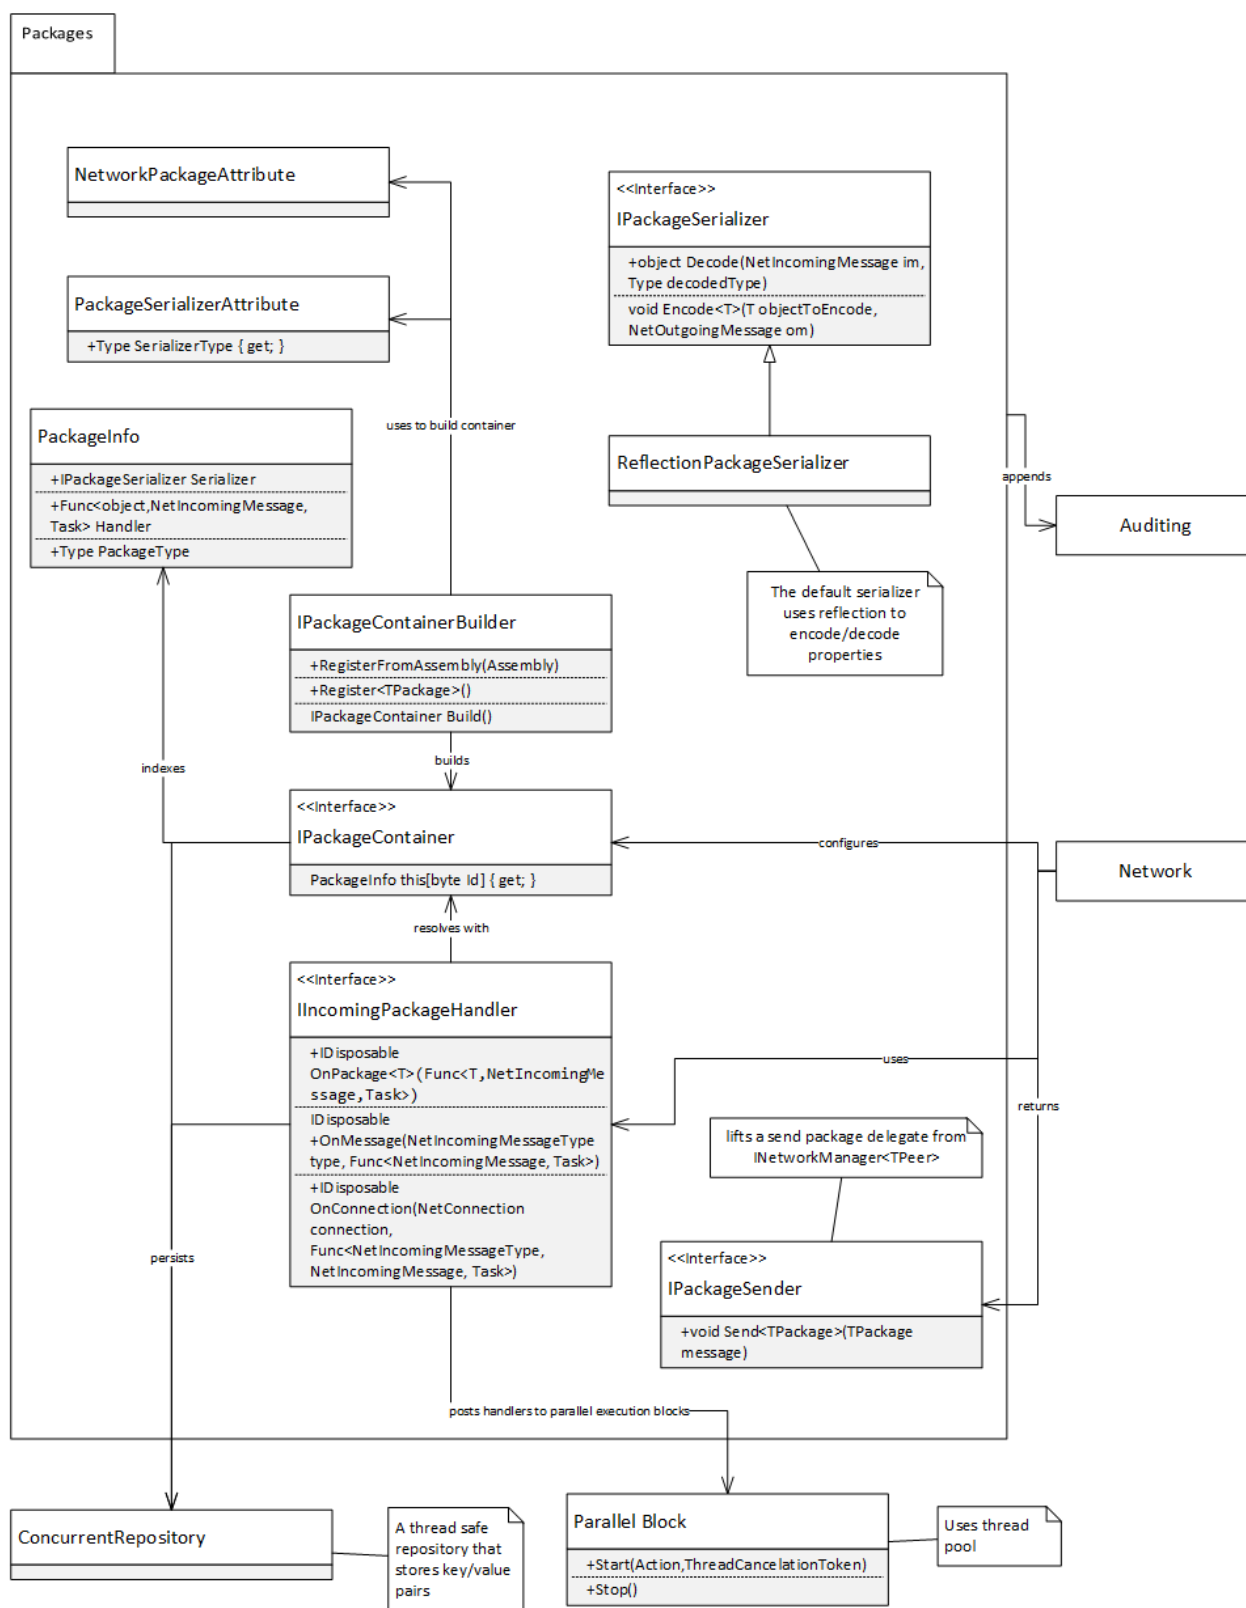 Packages
NetworkPackageAttribute
<<Interface>>
IPackageSerializer
+object Decode(NetIncomingMessage im,
Type decodedType)
void Encode<T>(T objectToEncode,
NetOutgoingMessage om)
PackageSerializerAttribute
+Type SerializerType { get; }
uses to build container
PackageInfo
+IPackageSerializer Serializer
+Func<object,NetIncomingMessage,
Task> Handler
+Type PackageType
ReflectionPackageSerializer
appends
Auditing
The default serializer
uses reflection to
encode/decode
properties
IPackageContainerBuilder
+RegisterFromAssembly(Assembly)
+Register<TPackage>()
IPackageContainer Build()
indexes
builds
<<Interface>>
IPackageContainer
PackageInfo this[byte Id] { get; }
configures
Network
resolves with
<<Interface>>
IIncomingPackageHandler
+IDisposable
OnPackage<T>(Func<T,NetIncomingMe
ssage,Task>)
IDisposable
+OnMessage(NetIncomingMessageType
type, Func<NetIncomingMessage, Task>)
+IDisposable
OnConnection(NetConnection
connection,
Func<NetIncomingMessageType,
NetIncomingMessage, Task>)
uses
returns
lifts a send package delegate from
INetworkManager<TPeer>
persists
<<Interface>>
IPackageSender
+void Send<TPackage>(TPackage
message)
posts handlers to parallel execution blocks
ConcurrentRepository
A thread safe
repository that
stores key/value
pairs
Parallel Block
+Start(Action,ThreadCancelationToken)
+Stop()
Uses thread
pool